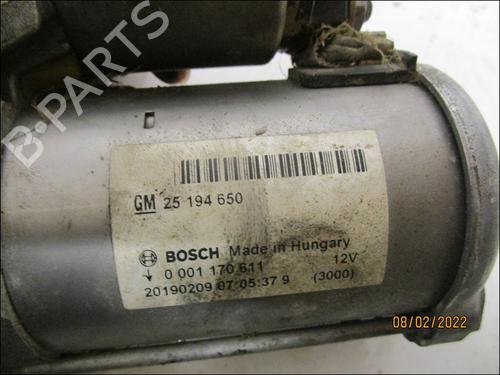 B-PARTS
GM 25 194 650
BOSCH Made in Hungary
0 001 170 611 12V
20190209 07:05:37 9 (3000)
08/02/2022